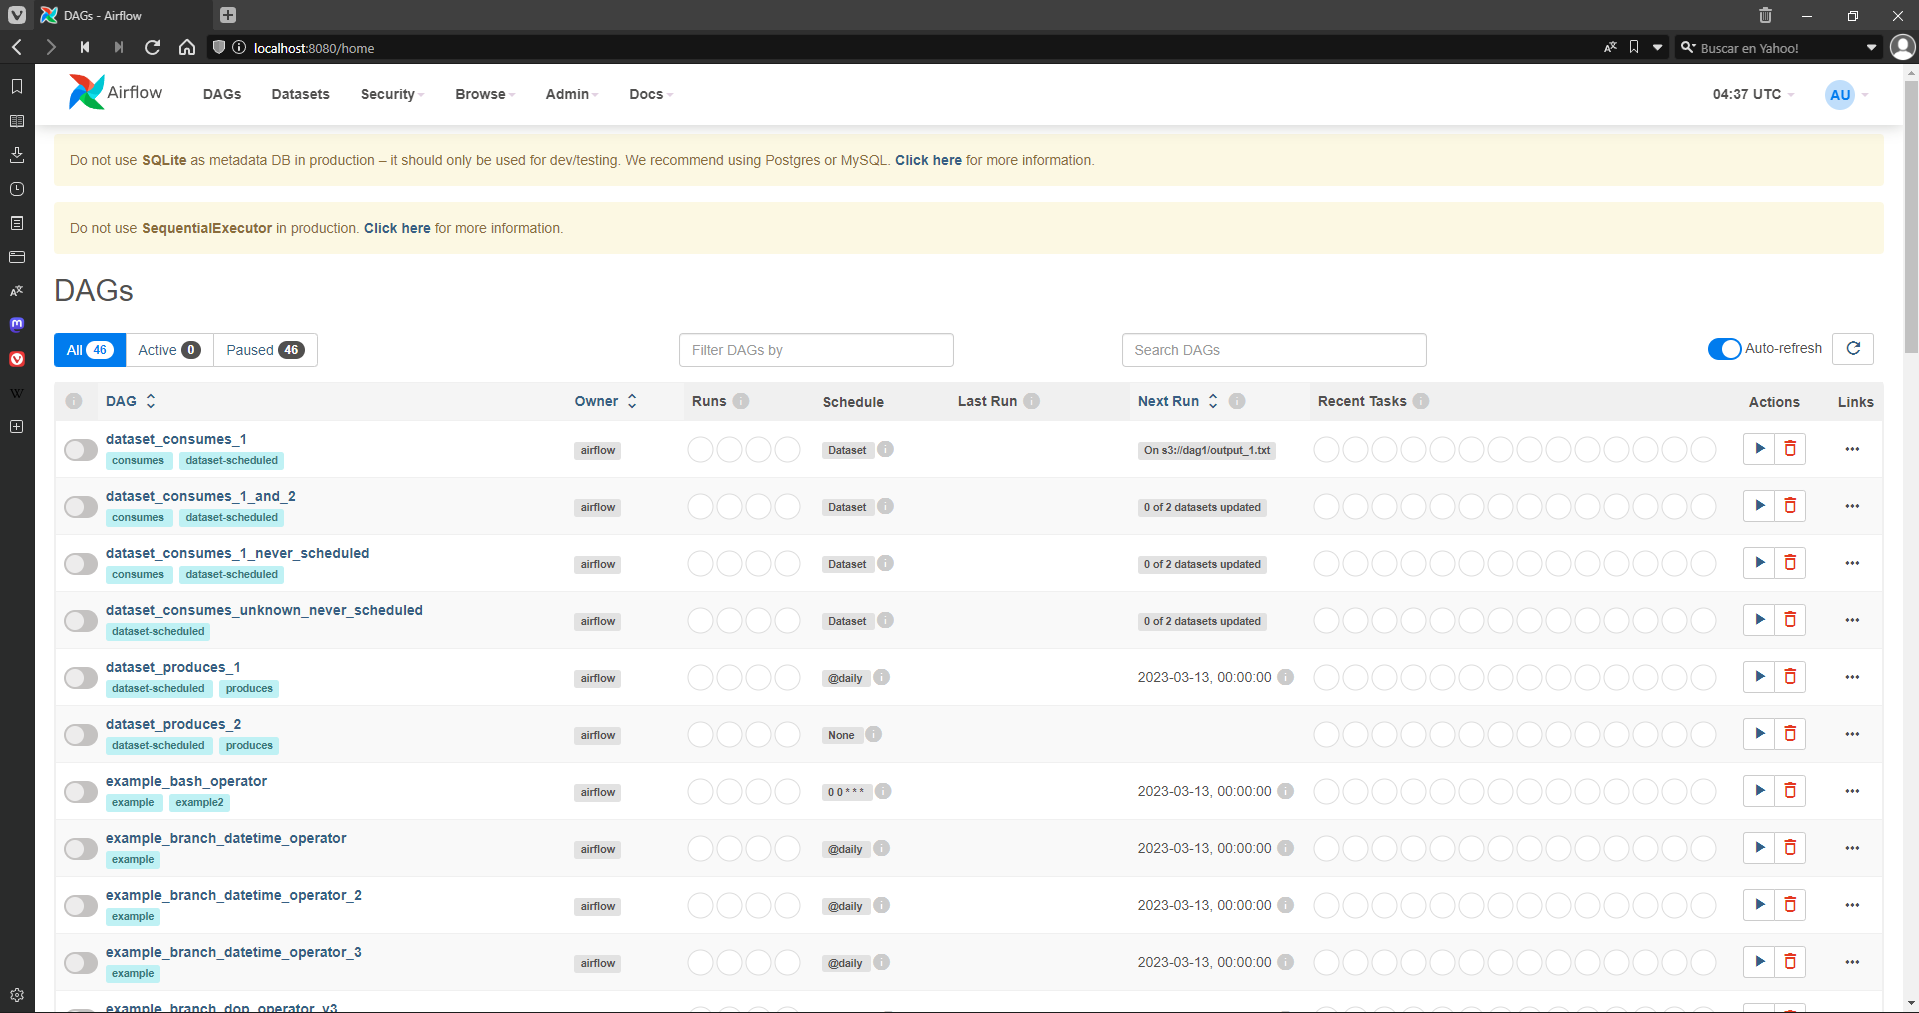 DAGs - Airflow
localhost:8080/home
Buscar en Yahoo!
Airflow DAGs Datasets Security Browse Admin Docs 04:37 UTC AU
Do not use SQLite as metadata DB in production – it should only be used for dev/testing. We recommend using Postgres or MySQL. Click here for more information.
Do not use SequentialExecutor in production. Click here for more information.
DAGs
All 46 Active 0 Paused 46 Filter DAGs by Search DAGs Auto-refresh
DAG Owner Runs Schedule Last Run Next Run Recent Tasks Actions Links
dataset_consumes_1
consumes dataset-scheduled airflow Dataset On s3://dag1/output_1.txt
dataset_consumes_1_and_2
consumes dataset-scheduled airflow Dataset 0 of 2 datasets updated
dataset_consumes_1_never_scheduled
consumes dataset-scheduled airflow Dataset 0 of 2 datasets updated
dataset_consumes_unknown_never_scheduled
dataset-scheduled airflow Dataset 0 of 2 datasets updated
dataset_produces_1
dataset-scheduled produces airflow @daily 2023-03-13, 00:00:00
dataset_produces_2
dataset-scheduled produces airflow None
example_bash_operator
example example2 airflow 0 0 * * * 2023-03-13, 00:00:00
example_branch_datetime_operator
example airflow @daily 2023-03-13, 00:00:00
example_branch_datetime_operator_2
example airflow @daily 2023-03-13, 00:00:00
example_branch_datetime_operator_3
example airflow @daily 2023-03-13, 00:00:00
example_branch_dop_operator_v3